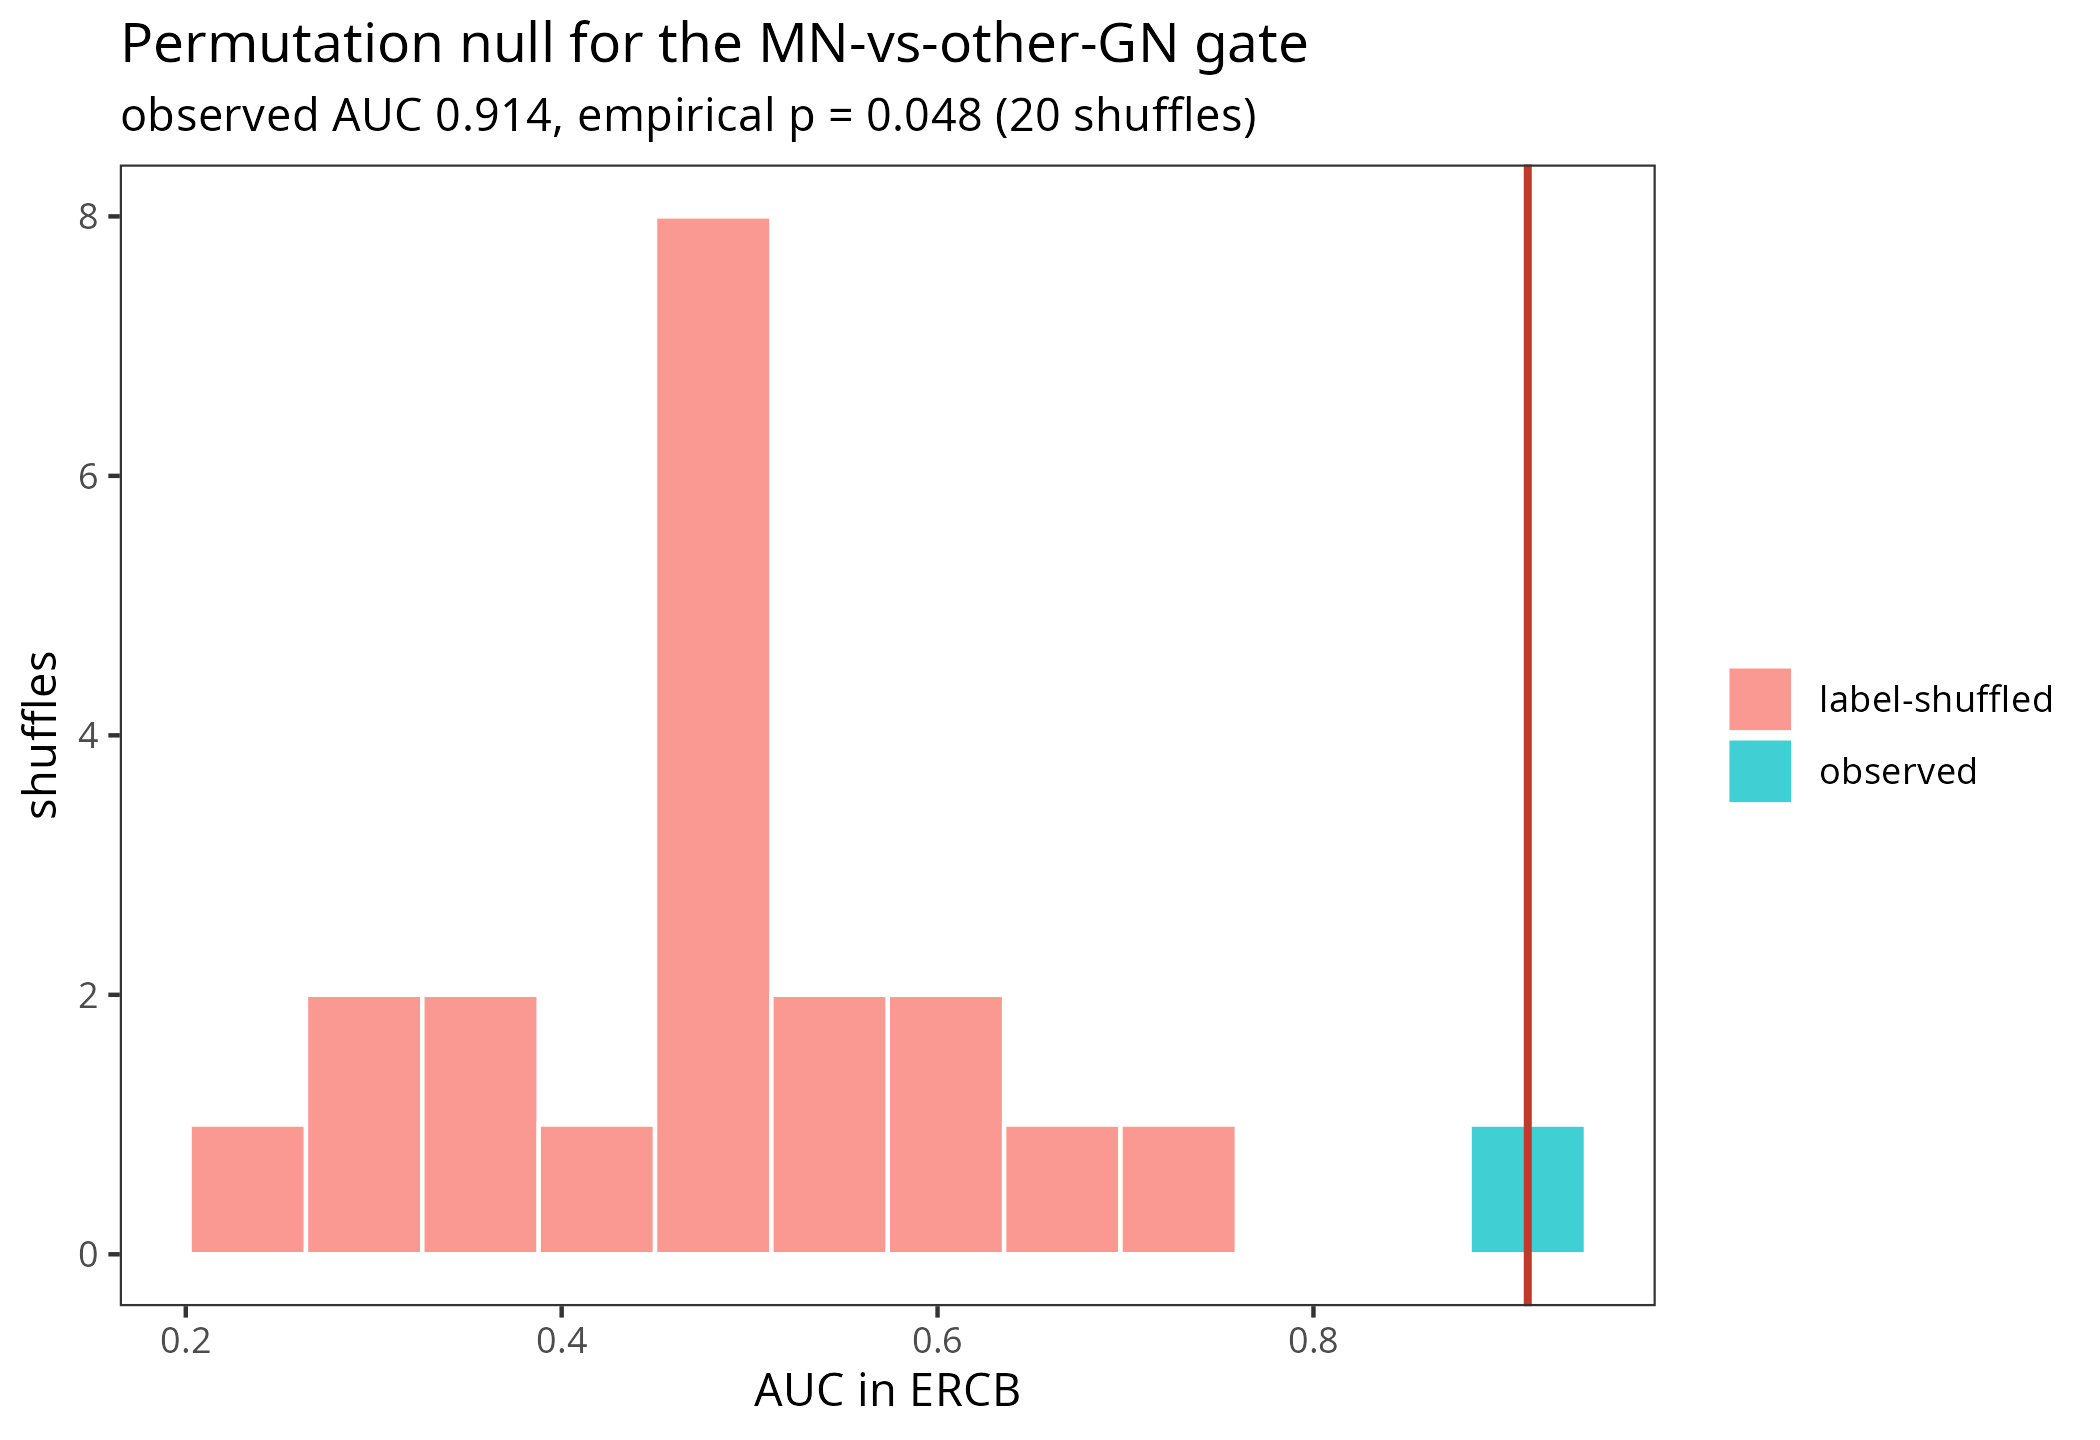 Permutation null for the MN-vs-other-GN gate
observed AUC 0.914, empirical p = 0.048 (20 shuffles)
8
6
4
2
0
shuffles
0.2 0.4 0.6 0.8
AUC in ERCB
label-shuffled
observed